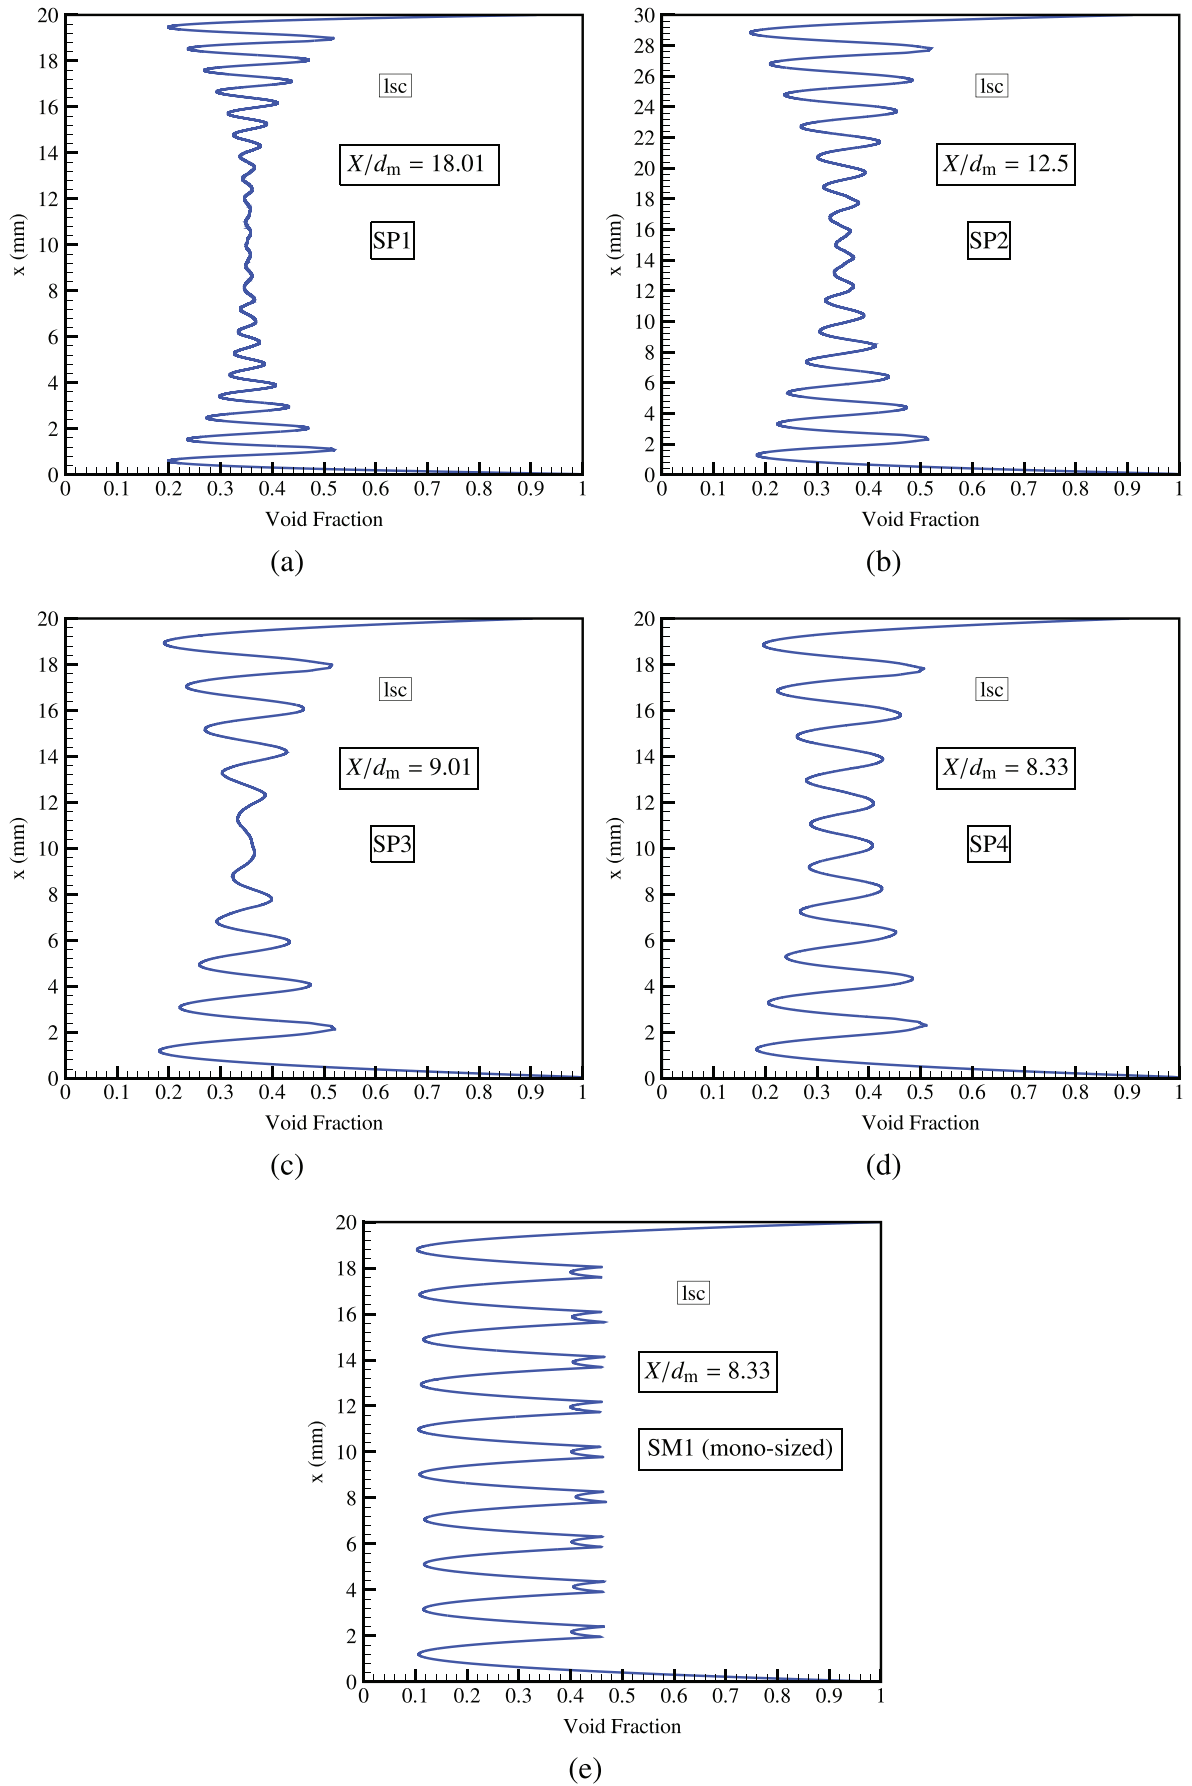 20
18
16
14
12
10
8
6
4
2
0
x (mm)
lsc
X/dm = 18.01
SP1
0 0.1 0.2 0.3 0.4 0.5 0.6 0.7 0.8 0.9 1
Void Fraction
(a)
30
28
26
24
22
20
18
16
14
12
10
8
6
4
2
0
x (mm)
lsc
X/dm = 12.5
SP2
0 0.1 0.2 0.3 0.4 0.5 0.6 0.7 0.8 0.9 1
Void Fraction
(b)
20
18
16
14
12
10
8
6
4
2
0
x (mm)
lsc
X/dm = 9.01
SP3
0 0.1 0.2 0.3 0.4 0.5 0.6 0.7 0.8 0.9 1
Void Fraction
(c)
20
18
16
14
12
10
8
6
4
2
0
x (mm)
lsc
X/dm = 8.33
SP4
0 0.1 0.2 0.3 0.4 0.5 0.6 0.7 0.8 0.9 1
Void Fraction
(d)
20
18
16
14
12
10
8
6
4
2
0
x (mm)
lsc
X/dm = 8.33
SM1 (mono-sized)
0 0.1 0.2 0.3 0.4 0.5 0.6 0.7 0.8 0.9 1
Void Fraction
(e)